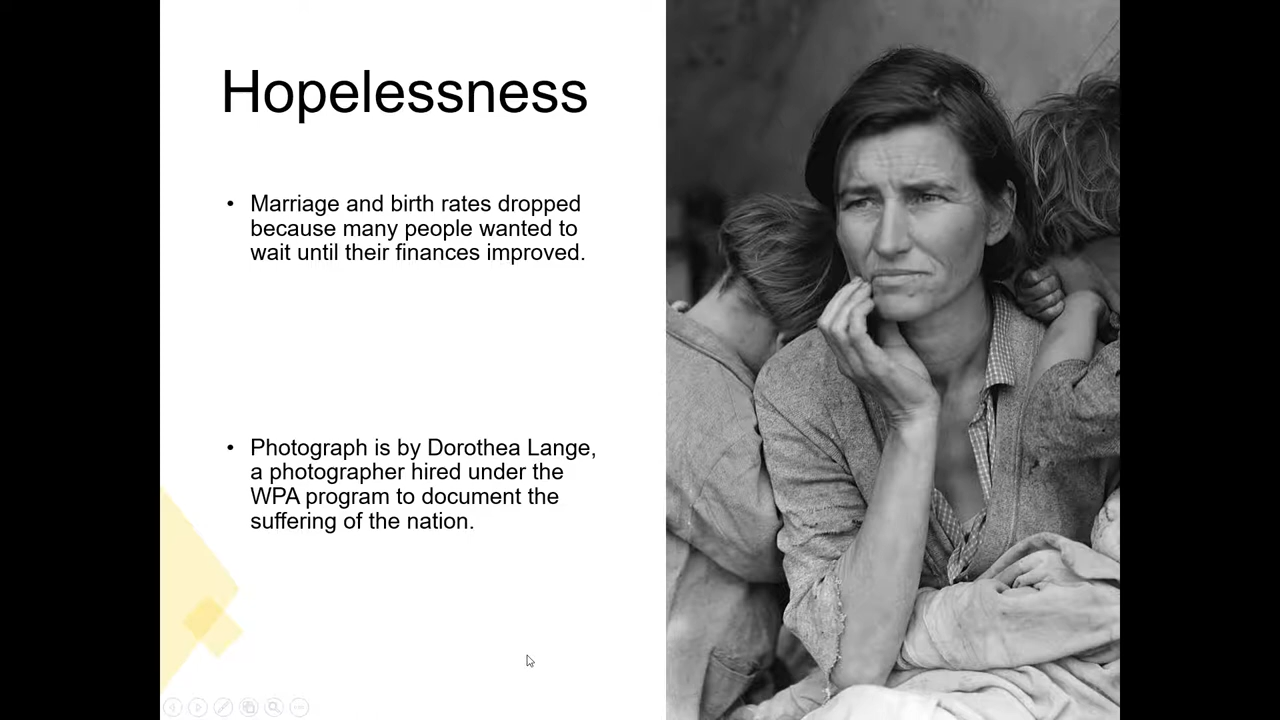 Hopelessness
• Marriage and birth rates dropped
because many people wanted to
wait until their finances improved.
• Photograph is by Dorothea Lange,
a photographer hired under the
WPA program to document the
suffering of the nation.